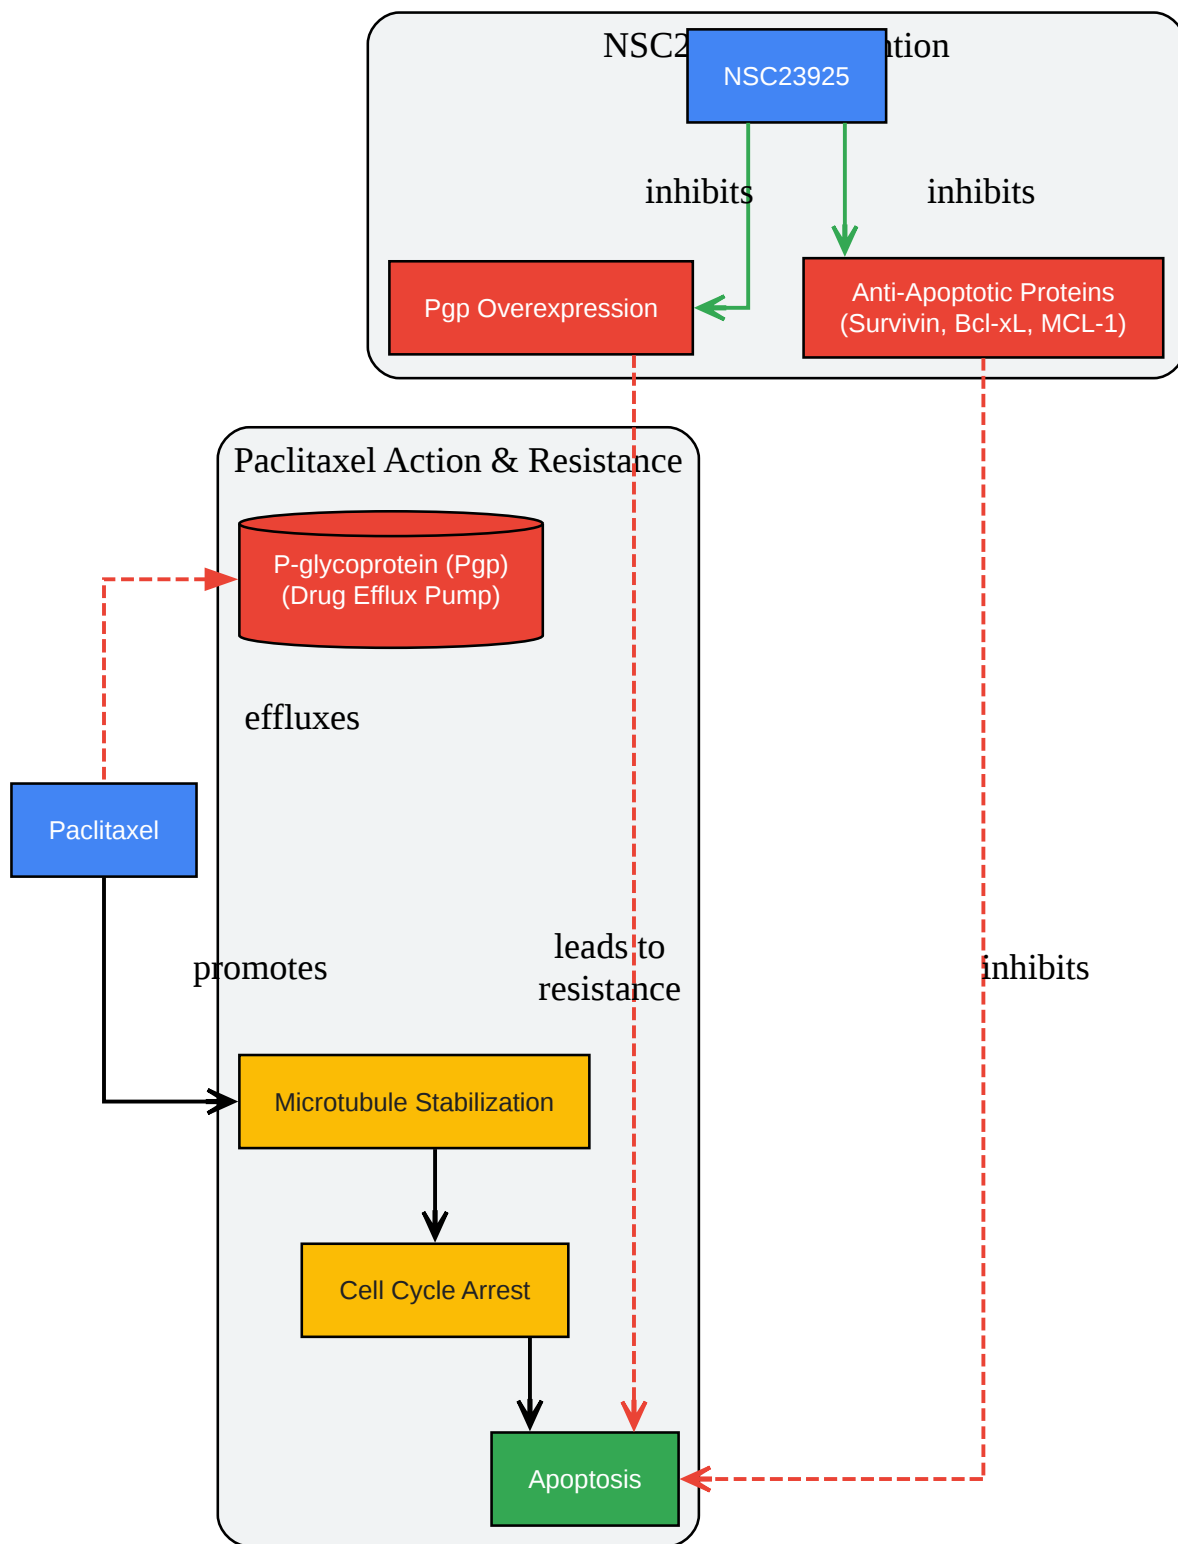 NSC2 ntion
NSC23925
inhibits
inhibits
Pgp Overexpression
Anti-Apoptotic Proteins
(Survivin, Bcl-xL, MCL-1)
Paclitaxel Action & Resistance
P-glycoprotein (Pgp)
(Drug Efflux Pump)
effluxes
Paclitaxel
promotes
leads to
resistance
inhibits
Microtubule Stabilization
Cell Cycle Arrest
Apoptosis